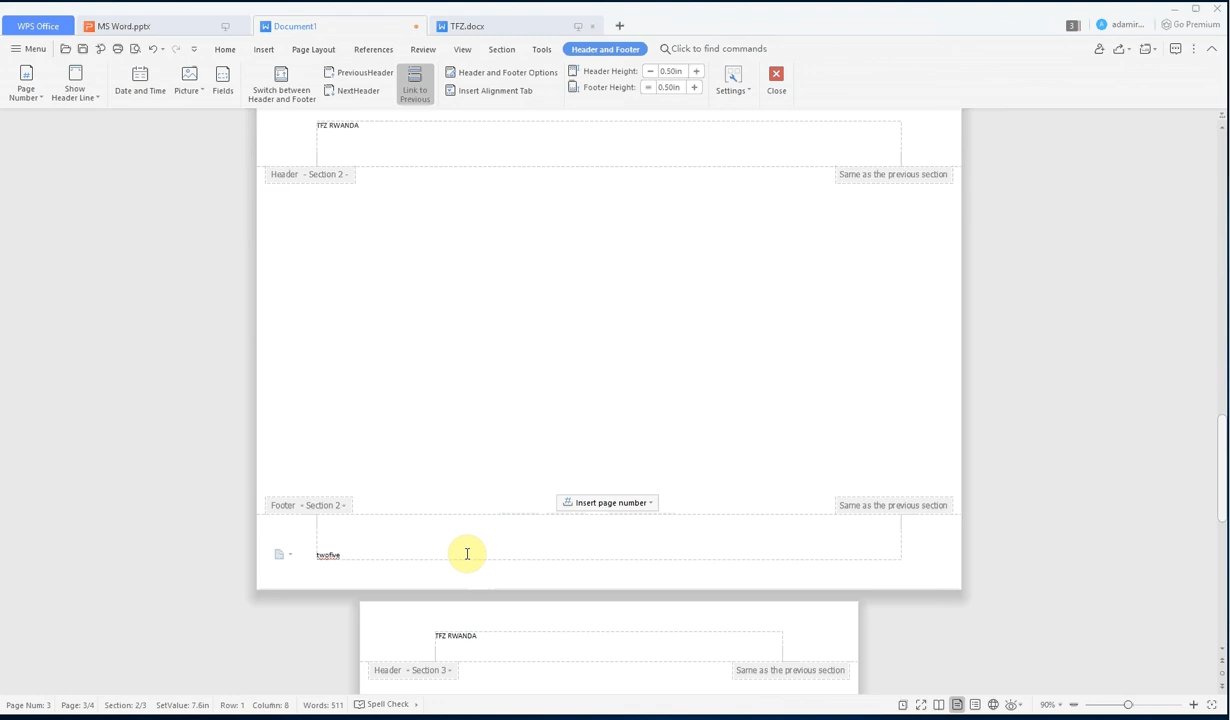 WPS Office MS Word.pptx Document1 TFZ.docx 3 adamir... Go Premium
Menu Home Insert Page Layout References Review View Section Tools Header and Footer Click to find commands
Page Number Show Header Line Date and Time Picture Fields Switch between Header and Footer PreviousHeader Link to Previous Header and Footer Options Header Height: 0.50in Settings Close
NextHeader Insert Alignment Tab Footer Height: 0.50in
TFZ RWANDA
Header - Section 2 - Same as the previous section
Insert page number
Footer - Section 2 - Same as the previous section
twofive
TFZ RWANDA
Header - Section 3 - Same as the previous section
Page Num: 3 Page: 3/4 Section: 2/3 SetValue: 7.6in Row: 1 Column: 8 Words: 511 Spell Check 90%